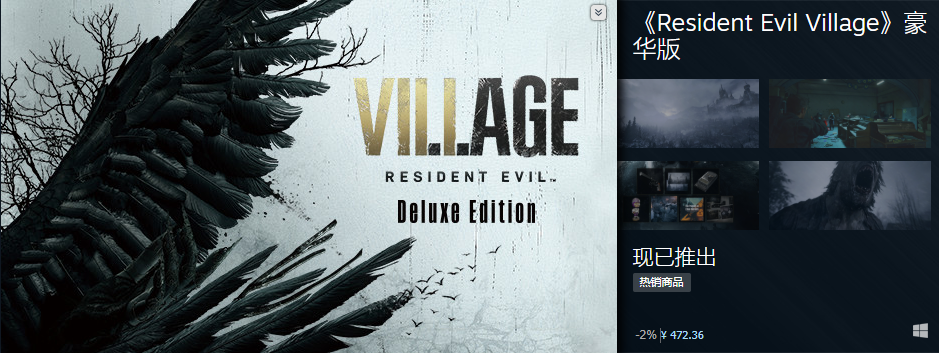 VILLAGE
RESIDENT EVIL™
Deluxe Edition
《Resident Evil Village》豪
华版
现已推出
热销商品
-2% ¥ 472.36